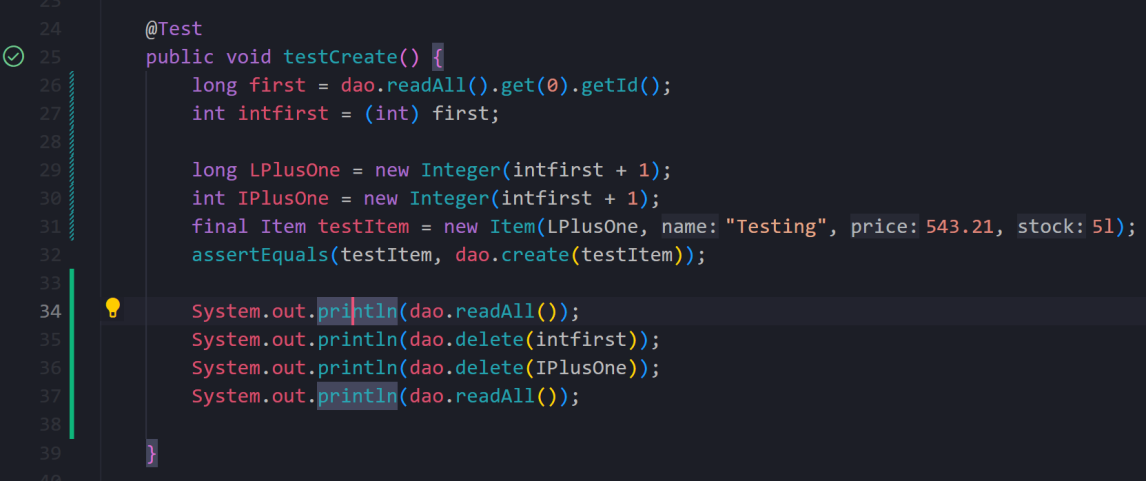 23
24 @Test
25 public void testCreate() {
26 long first = dao.readAll().get(0).getId();
27 int intfirst = (int) first;
28
29 long LPlusOne = new Integer(intfirst + 1);
30 int IPlusOne = new Integer(intfirst + 1);
31 final Item testItem = new Item(LPlusOne, name: "Testing", price: 543.21, stock: 5l);
32 assertEquals(testItem, dao.create(testItem));
33
34 System.out.println(dao.readAll());
35 System.out.println(dao.delete(intfirst));
36 System.out.println(dao.delete(IPlusOne));
37 System.out.println(dao.readAll());
38
39 }
40